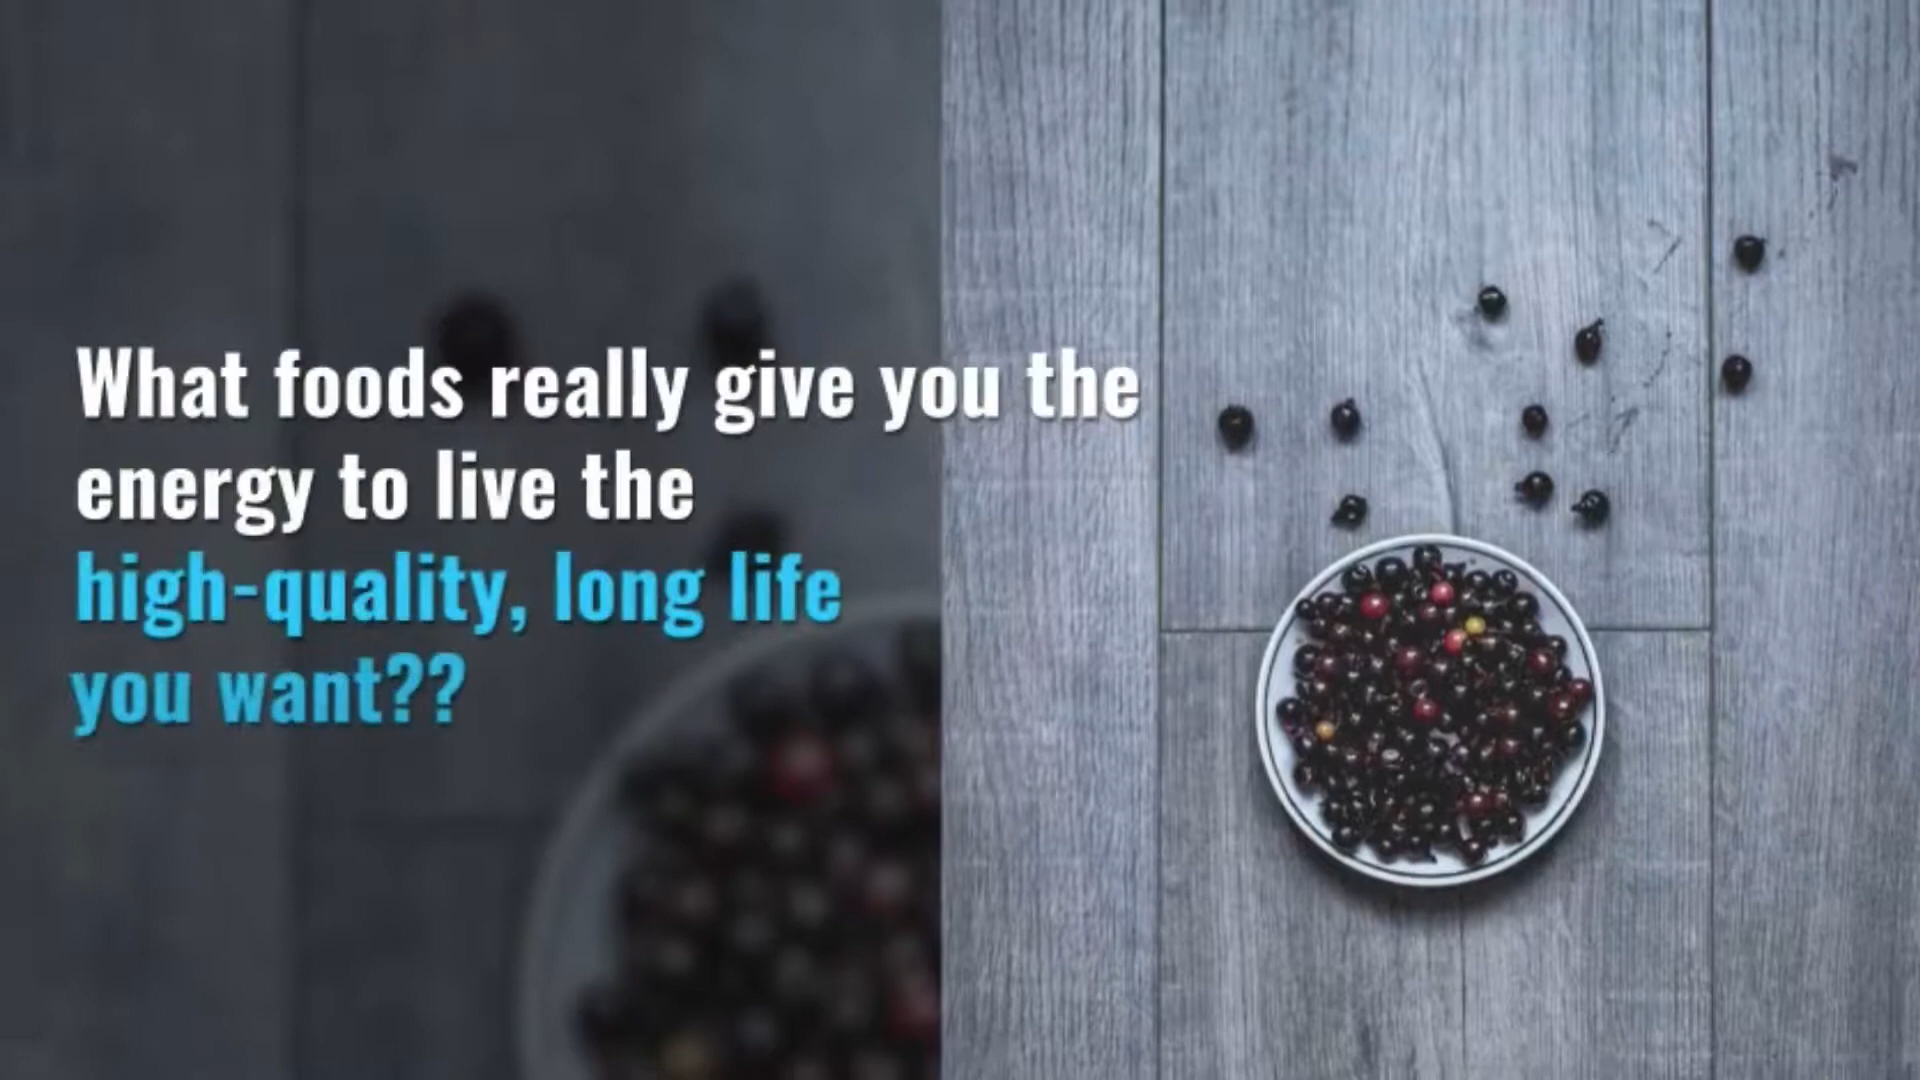 What foods really give you the
energy to live the
high-quality, long life
you want??